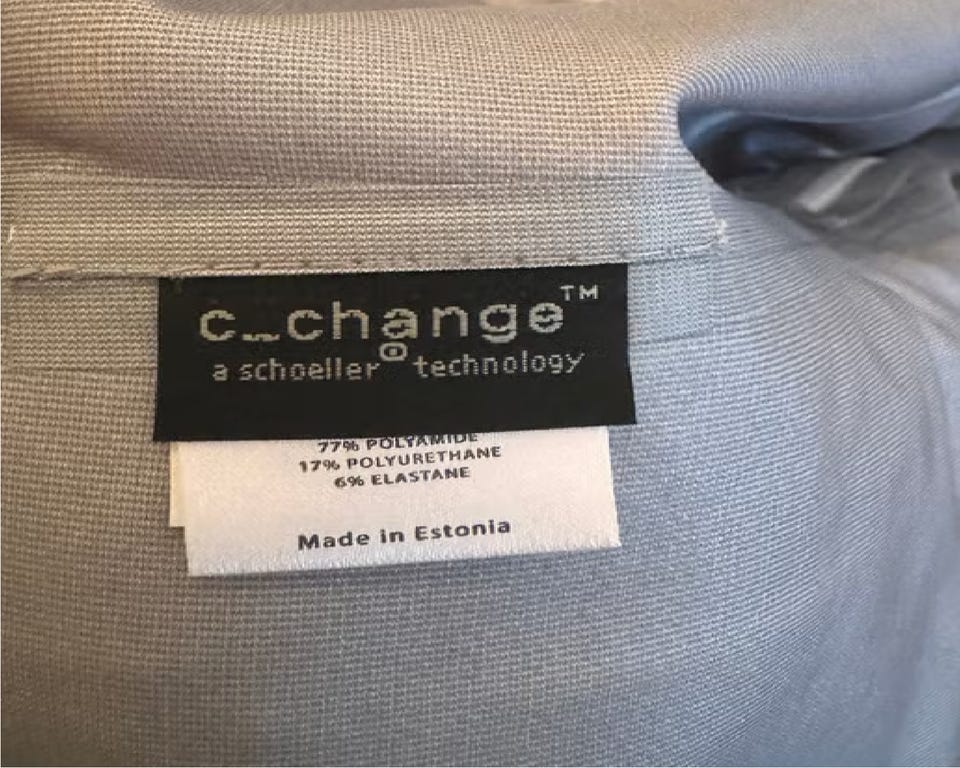 c_change™
a schoeller® technology
77% POLYAMIDE
17% POLYURETHANE
6% ELASTANE
Made in Estonia